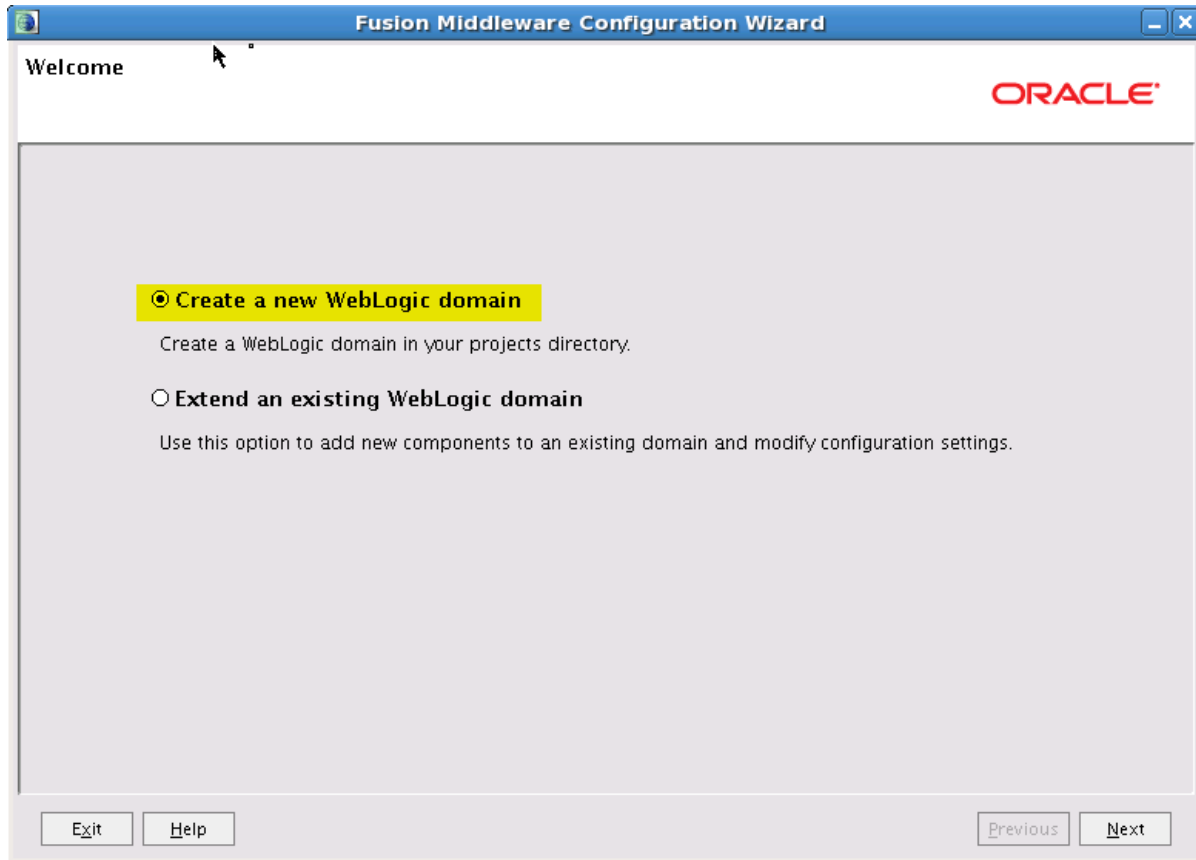 Fusion Middleware Configuration Wizard
Welcome
ORACLE
Create a new WebLogic domain
Create a WebLogic domain in your projects directory.
Extend an existing WebLogic domain
Use this option to add new components to an existing domain and modify configuration settings.
Exit Help Previous Next